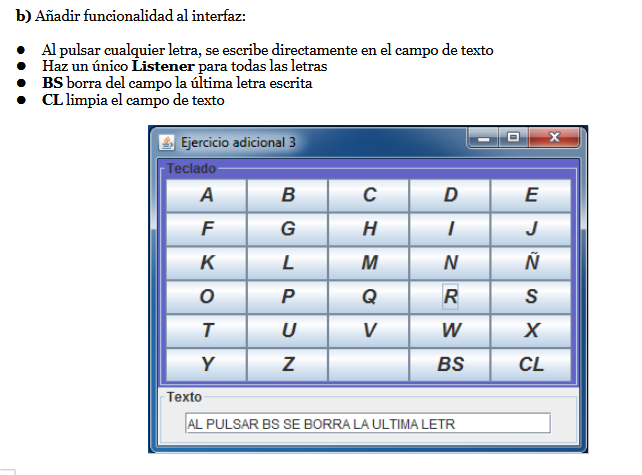 b) Añadir funcionalidad al interfaz:
● Al pulsar cualquier letra, se escribe directamente en el campo de texto
● Haz un único Listener para todas las letras
● BS borra del campo la última letra escrita
● CL limpia el campo de texto
Ejercicio adicional 3
Teclado
A B C D E
F G H I J
K L M N Ñ
O P Q R S
T U V W X
Y Z BS CL
Texto
AL PULSAR BS SE BORRA LA ULTIMA LETR